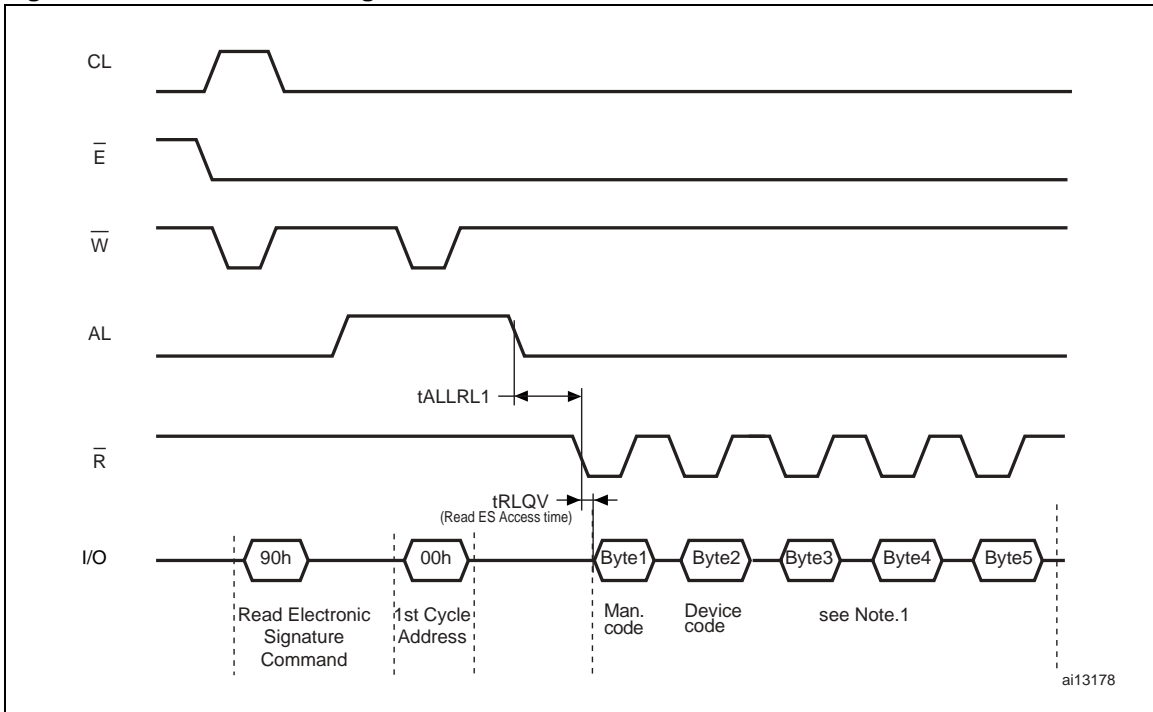 CL
E
W
AL
tALLRL1
R
tRLQV
(Read ES Access time)
I/O
90h
00h
Byte1
Byte2
Byte3
Byte4
Byte5
Read Electronic
Signature
Command
1st Cycle
Address
Man.
code
Device
code
see Note.1
ai13178